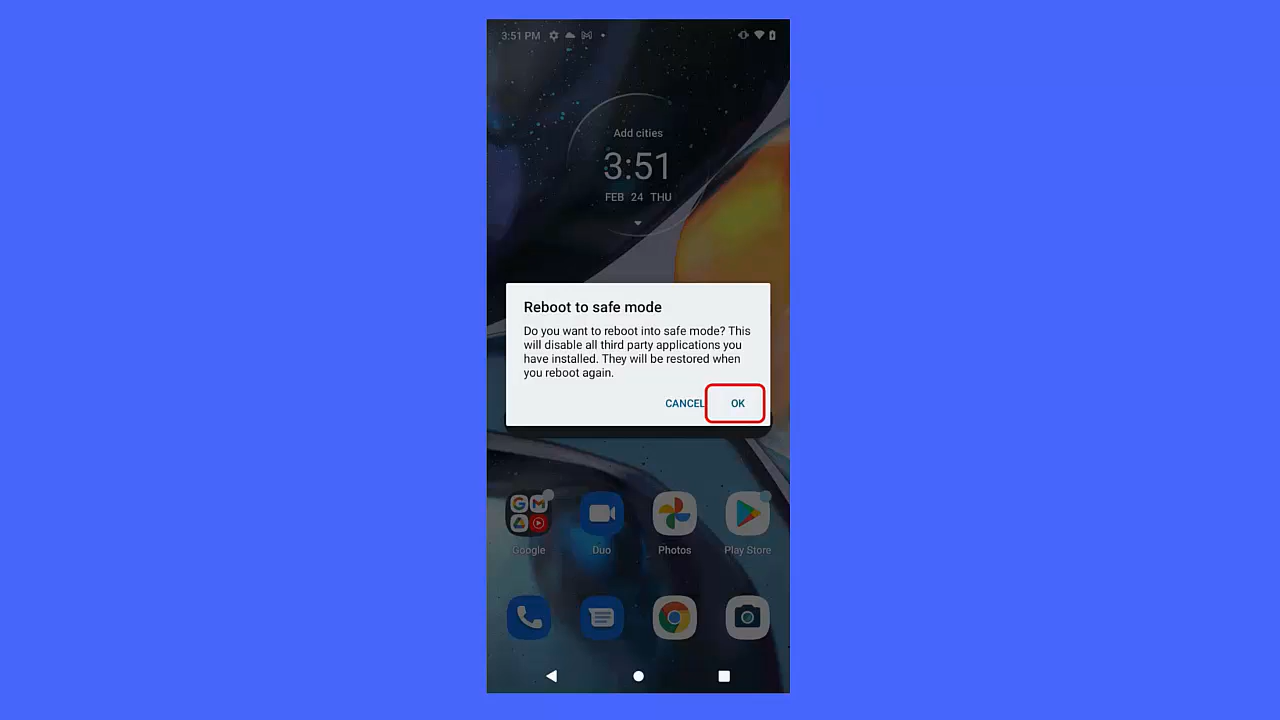 3:51 PM
Add cities
3:51
FEB 24 THU
Reboot to safe mode
Do you want to reboot into safe mode? This
will disable all third party applications you
have installed. They will be restored when
you reboot again.
CANCEL OK
Google Duo Photos Play Store